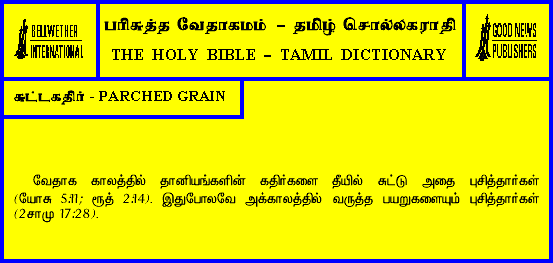 BELLWETHER
INTERNATIONAL
பரிசுத்த வேதாகமம் – தமிழ் சொல்லகராதி
THE HOLY BIBLE – TAMIL DICTIONARY
GOOD NEWS
PUBLISHERS
சுட்டகதிர் - PARCHED GRAIN
வேதாக காலத்தில் தானியங்களின் கதிர்களை தீயில் சுட்டு அதை புசித்தார்கள்
(யோசு 5:11; ரூத் 2:14). இதுபோலவே அக்காலத்தில் வருத்த பயறுகளையும் புசித்தார்கள்
(2சாமு 17:28).